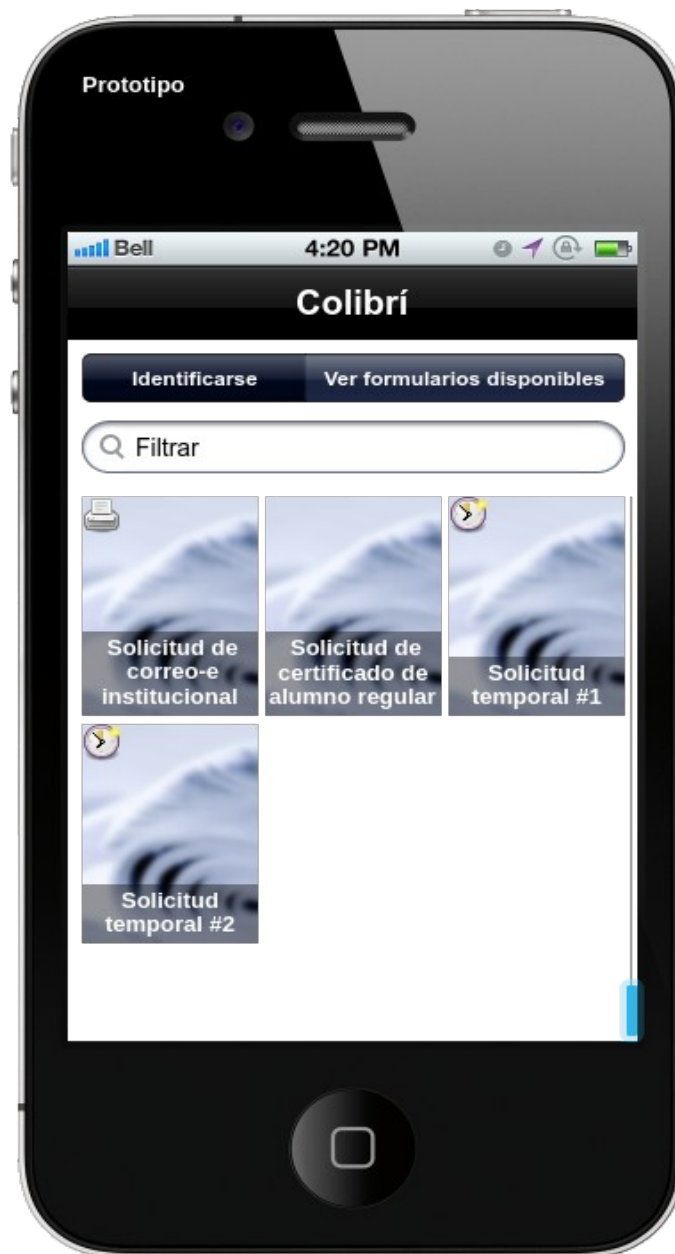 Prototipo
Bell 4:20 PM
Colibrí
Identificarse Ver formularios disponibles
Filtrar
Solicitud de
correo-e
institucional
Solicitud de
certificado de
alumno regular
Solicitud
temporal #1
Solicitud
temporal #2